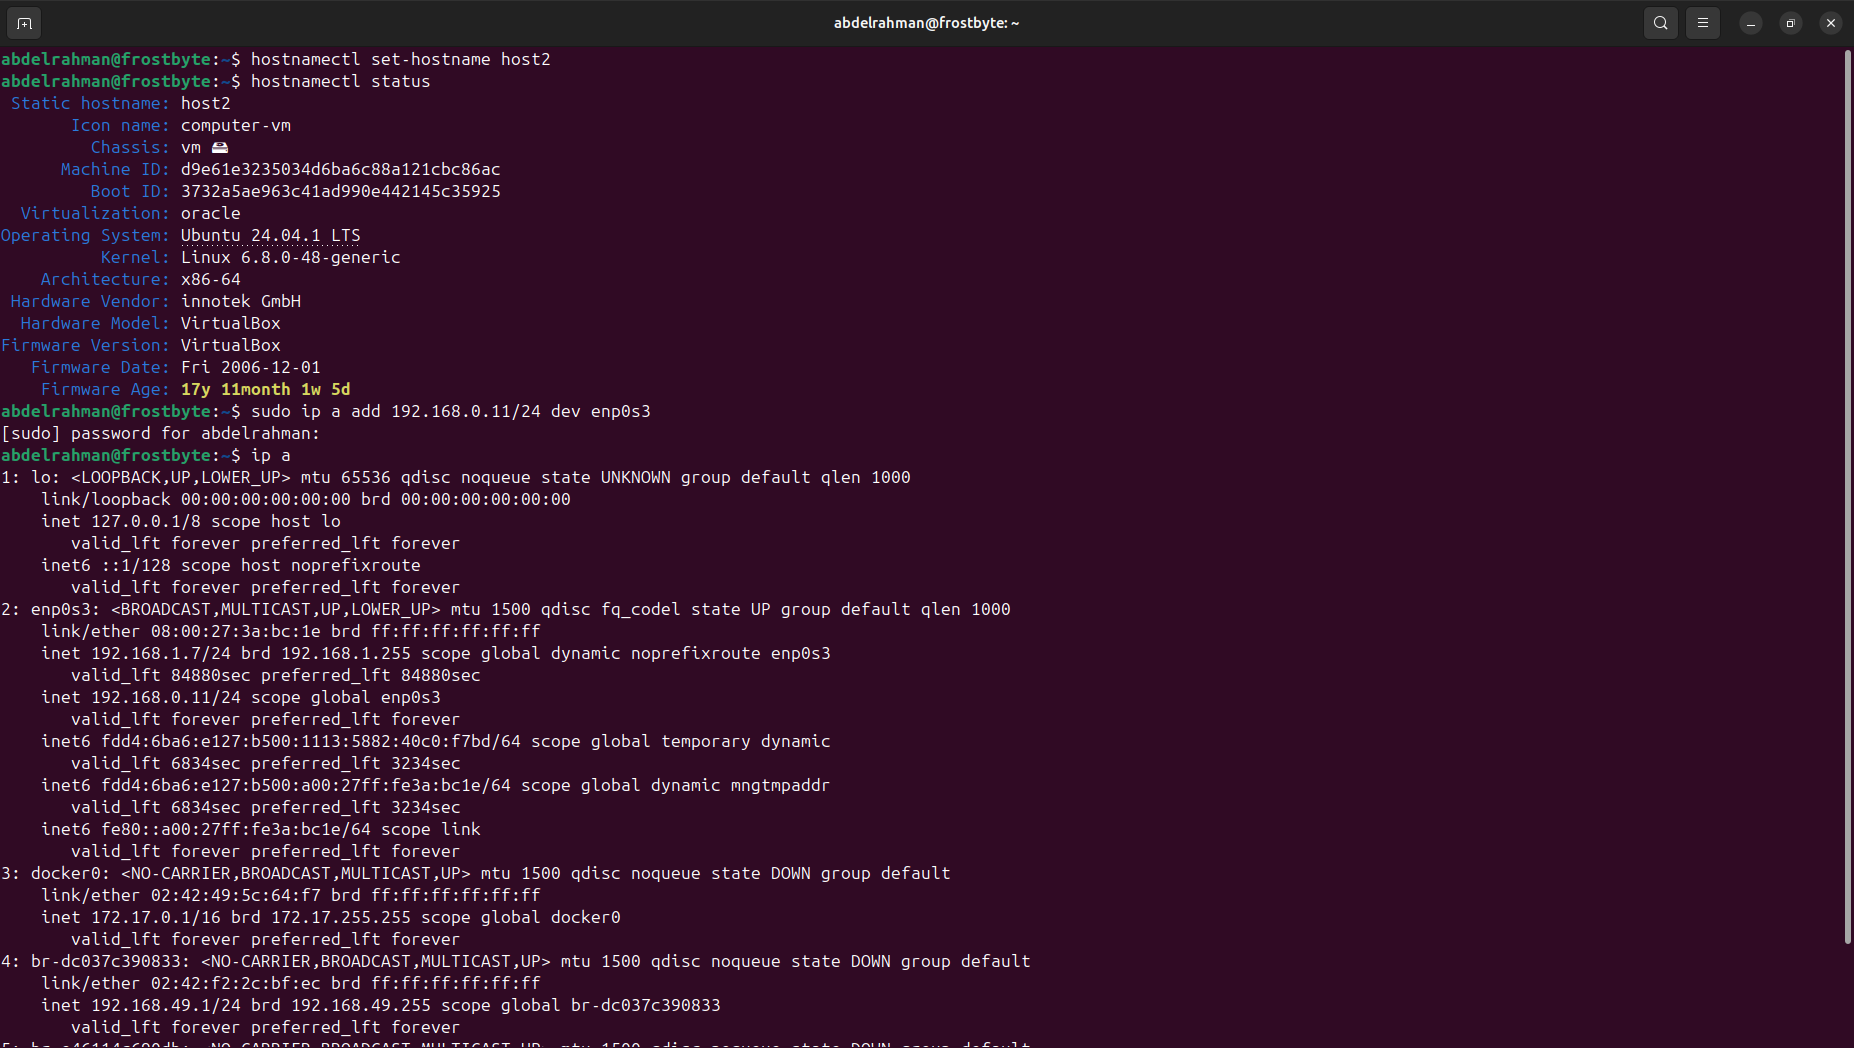 abdelrahman@frostbyte: ~
abdelrahman@frostbyte:~$ hostnamectl set-hostname host2
abdelrahman@frostbyte:~$ hostnamectl status
Static hostname: host2
Icon name: computer-vm
Chassis: vm 🖴
Machine ID: d9e61e3235034d6ba6c88a121cbc86ac
Boot ID: 3732a5ae963c41ad990e442145c35925
Virtualization: oracle
Operating System: Ubuntu 24.04.1 LTS
Kernel: Linux 6.8.0-48-generic
Architecture: x86-64
Hardware Vendor: innotek GmbH
Hardware Model: VirtualBox
Firmware Version: VirtualBox
Firmware Date: Fri 2006-12-01
Firmware Age: 17y 11month 1w 5d
abdelrahman@frostbyte:~$ sudo ip a add 192.168.0.11/24 dev enp0s3
[sudo] password for abdelrahman:
abdelrahman@frostbyte:~$ ip a
1: lo: <LOOPBACK,UP,LOWER_UP> mtu 65536 qdisc noqueue state UNKNOWN group default qlen 1000
link/loopback 00:00:00:00:00:00 brd 00:00:00:00:00:00
inet 127.0.0.1/8 scope host lo
valid_lft forever preferred_lft forever
inet6 ::1/128 scope host noprefixroute
valid_lft forever preferred_lft forever
2: enp0s3: <BROADCAST,MULTICAST,UP,LOWER_UP> mtu 1500 qdisc fq_codel state UP group default qlen 1000
link/ether 08:00:27:3a:bc:1e brd ff:ff:ff:ff:ff:ff
inet 192.168.1.7/24 brd 192.168.1.255 scope global dynamic noprefixroute enp0s3
valid_lft 84880sec preferred_lft 84880sec
inet 192.168.0.11/24 scope global enp0s3
valid_lft forever preferred_lft forever
inet6 fdd4:6ba6:e127:b500:1113:5882:40c0:f7bd/64 scope global temporary dynamic
valid_lft 6834sec preferred_lft 3234sec
inet6 fdd4:6ba6:e127:b500:a00:27ff:fe3a:bc1e/64 scope global dynamic mngtmpaddr
valid_lft 6834sec preferred_lft 3234sec
inet6 fe80::a00:27ff:fe3a:bc1e/64 scope link
valid_lft forever preferred_lft forever
3: docker0: <NO-CARRIER,BROADCAST,MULTICAST,UP> mtu 1500 qdisc noqueue state DOWN group default
link/ether 02:42:49:5c:64:f7 brd ff:ff:ff:ff:ff:ff
inet 172.17.0.1/16 brd 172.17.255.255 scope global docker0
valid_lft forever preferred_lft forever
4: br-dc037c390833: <NO-CARRIER,BROADCAST,MULTICAST,UP> mtu 1500 qdisc noqueue state DOWN group default
link/ether 02:42:f2:2c:bf:ec brd ff:ff:ff:ff:ff:ff
inet 192.168.49.1/24 brd 192.168.49.255 scope global br-dc037c390833
valid_lft forever preferred_lft forever
<NO-CARRIER,BROADCAST,MULTICAST,UP> mtu 1500 qdisc noqueue state DOWN group default